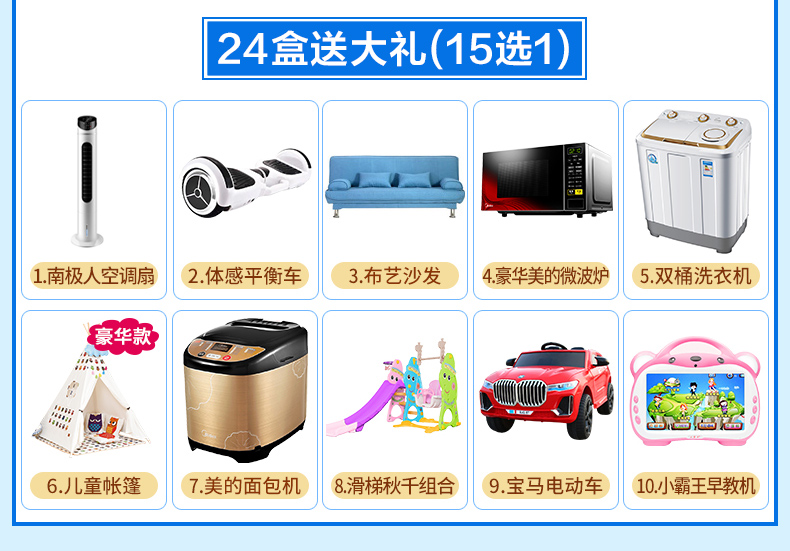 24盒送大礼(15选1)
1.南极人空调扇
2.体感平衡车
3.布艺沙发
4.豪华美的微波炉
5.双桶洗衣机
豪华款
6.儿童帐篷
7.美的面包机
8.滑梯秋千组合
9.宝马电动车
10.小霸王早教机